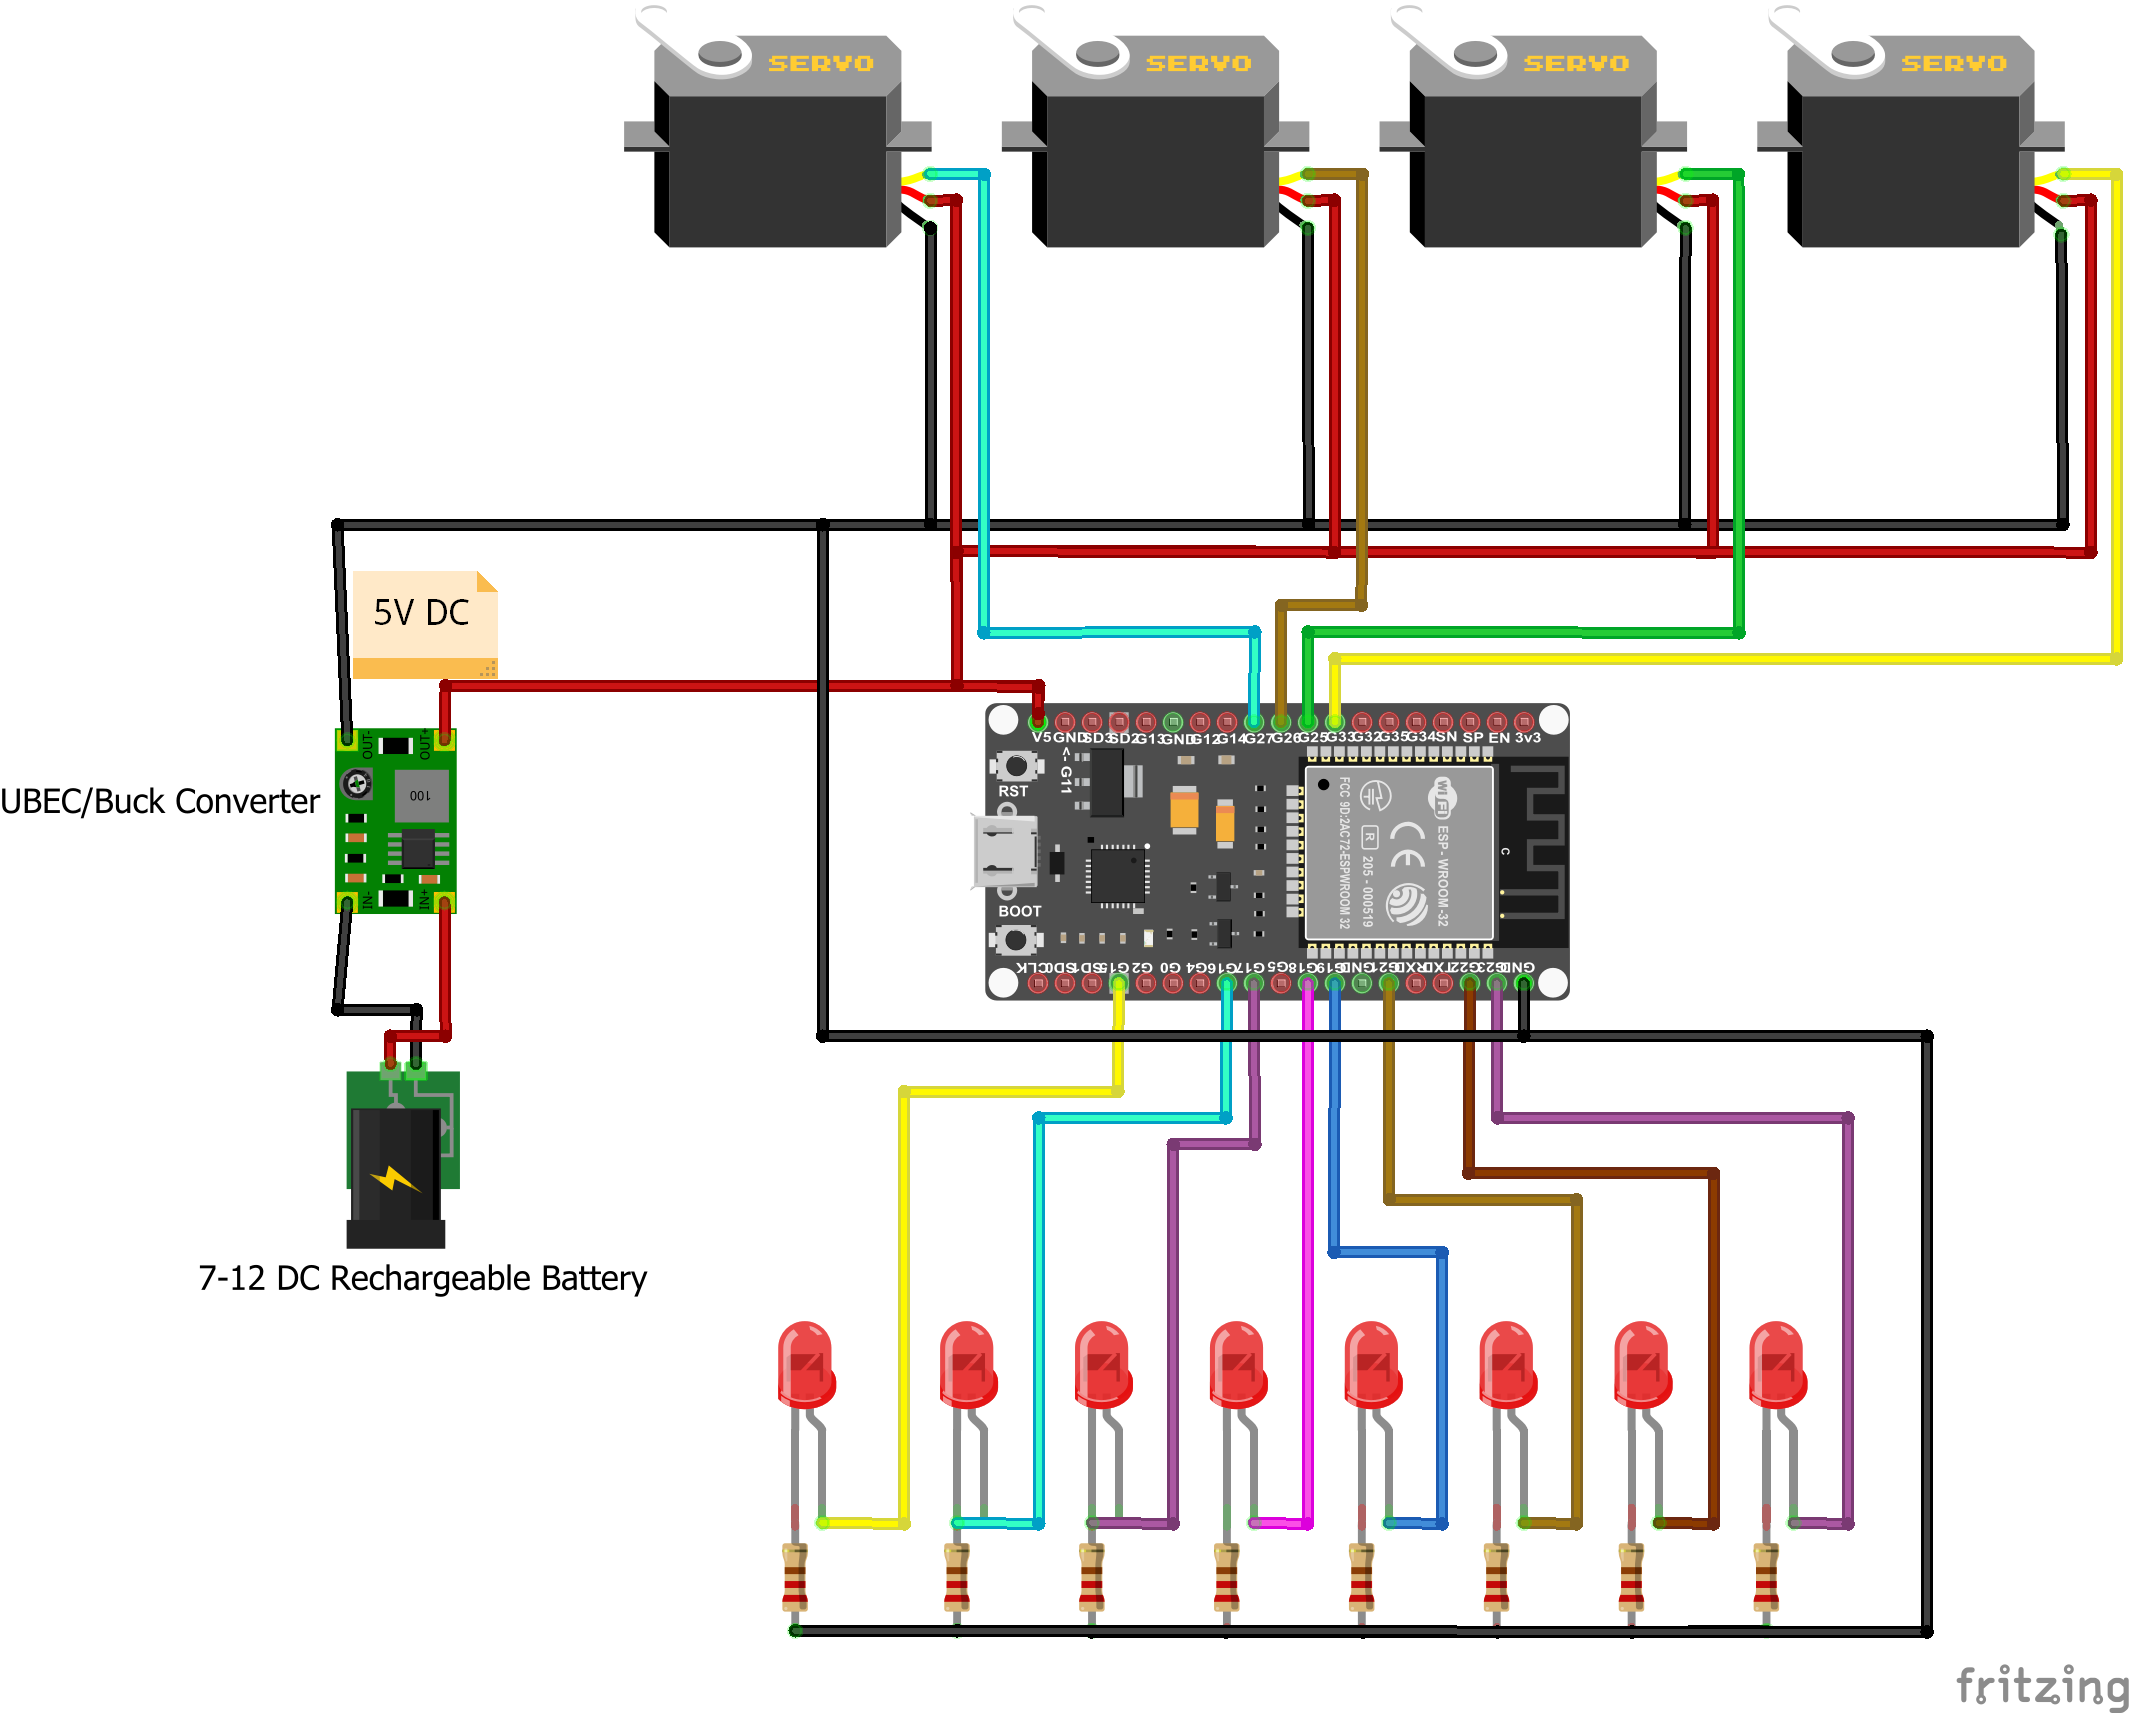 SERVO
SERVO
SERVO
SERVO
5V DC
UBEC/Buck Converter
OUT-
OUT+
100
IN-
IN+
7-12 DC Rechargeable Battery
V5 GND SD3 SD2 G13 GND G12 G14 G27 G26 G25 G33 G32 G35 G34 SN SP EN 3v3
<- G11
RST
BOOT
FCC 9D:2AC72-ESPWROOM 32
R
205 - 000519
CE
WiFi
ESP - WROOM -32
C
CLK SD0 SD1 G15 G2 G0 G4 G16 G17 G5 G18 G19 GND G21 RXD TXD G22 G23 GND
fritzing